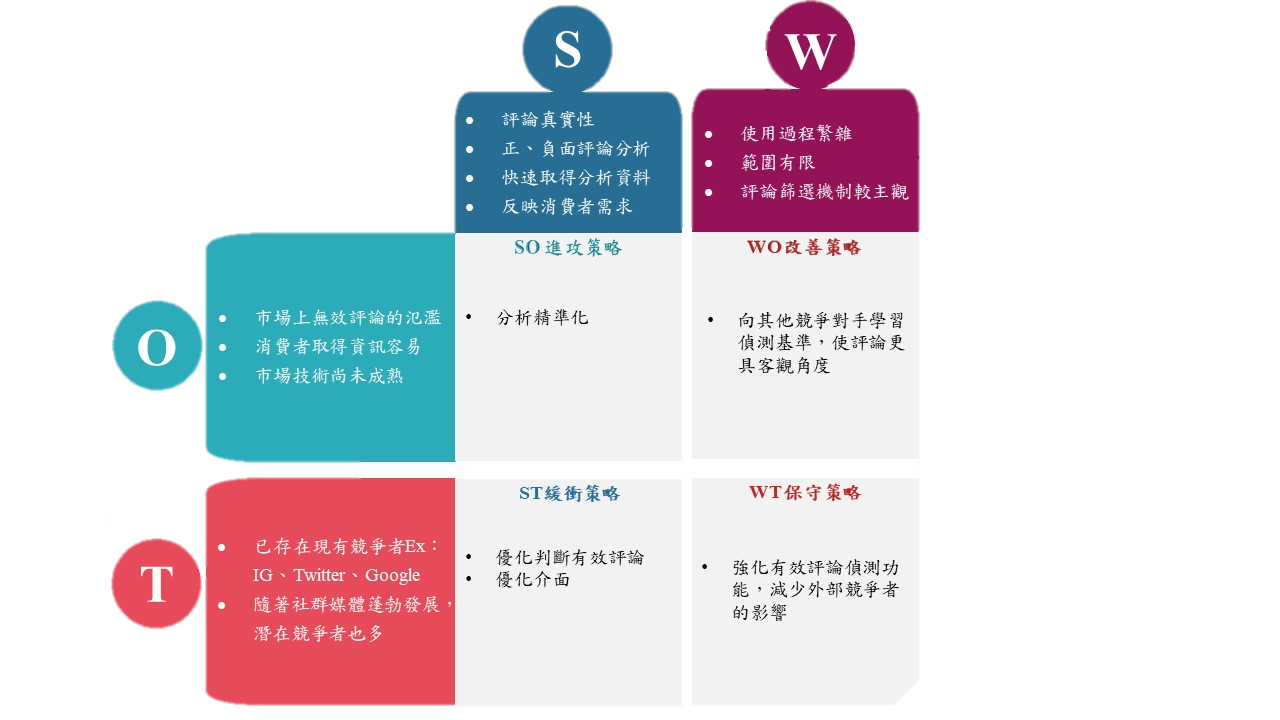 S
W
• 評論真實性
• 正、負面評論分析
• 快速取得分析資料
• 反映消費者需求
• 使用過程繁雜
• 範圍有限
• 評論篩選機制較主觀
O
• 市場上無效評論的氾濫
• 消費者取得資訊容易
• 市場技術尚未成熟
SO 進攻策略
• 分析精準化
WO改善策略
• 向其他競爭對手學習
偵測基準，使評論更
具客觀角度
T
• 已存在現有競爭者Ex：
IG、Twitter、Google
• 隨著社群媒體蓬勃發展，
潛在競爭者也多
ST緩衝策略
• 優化判斷有效評論
• 優化介面
WT保守策略
• 強化有效評論偵測功
能，減少外部競爭者
的影響